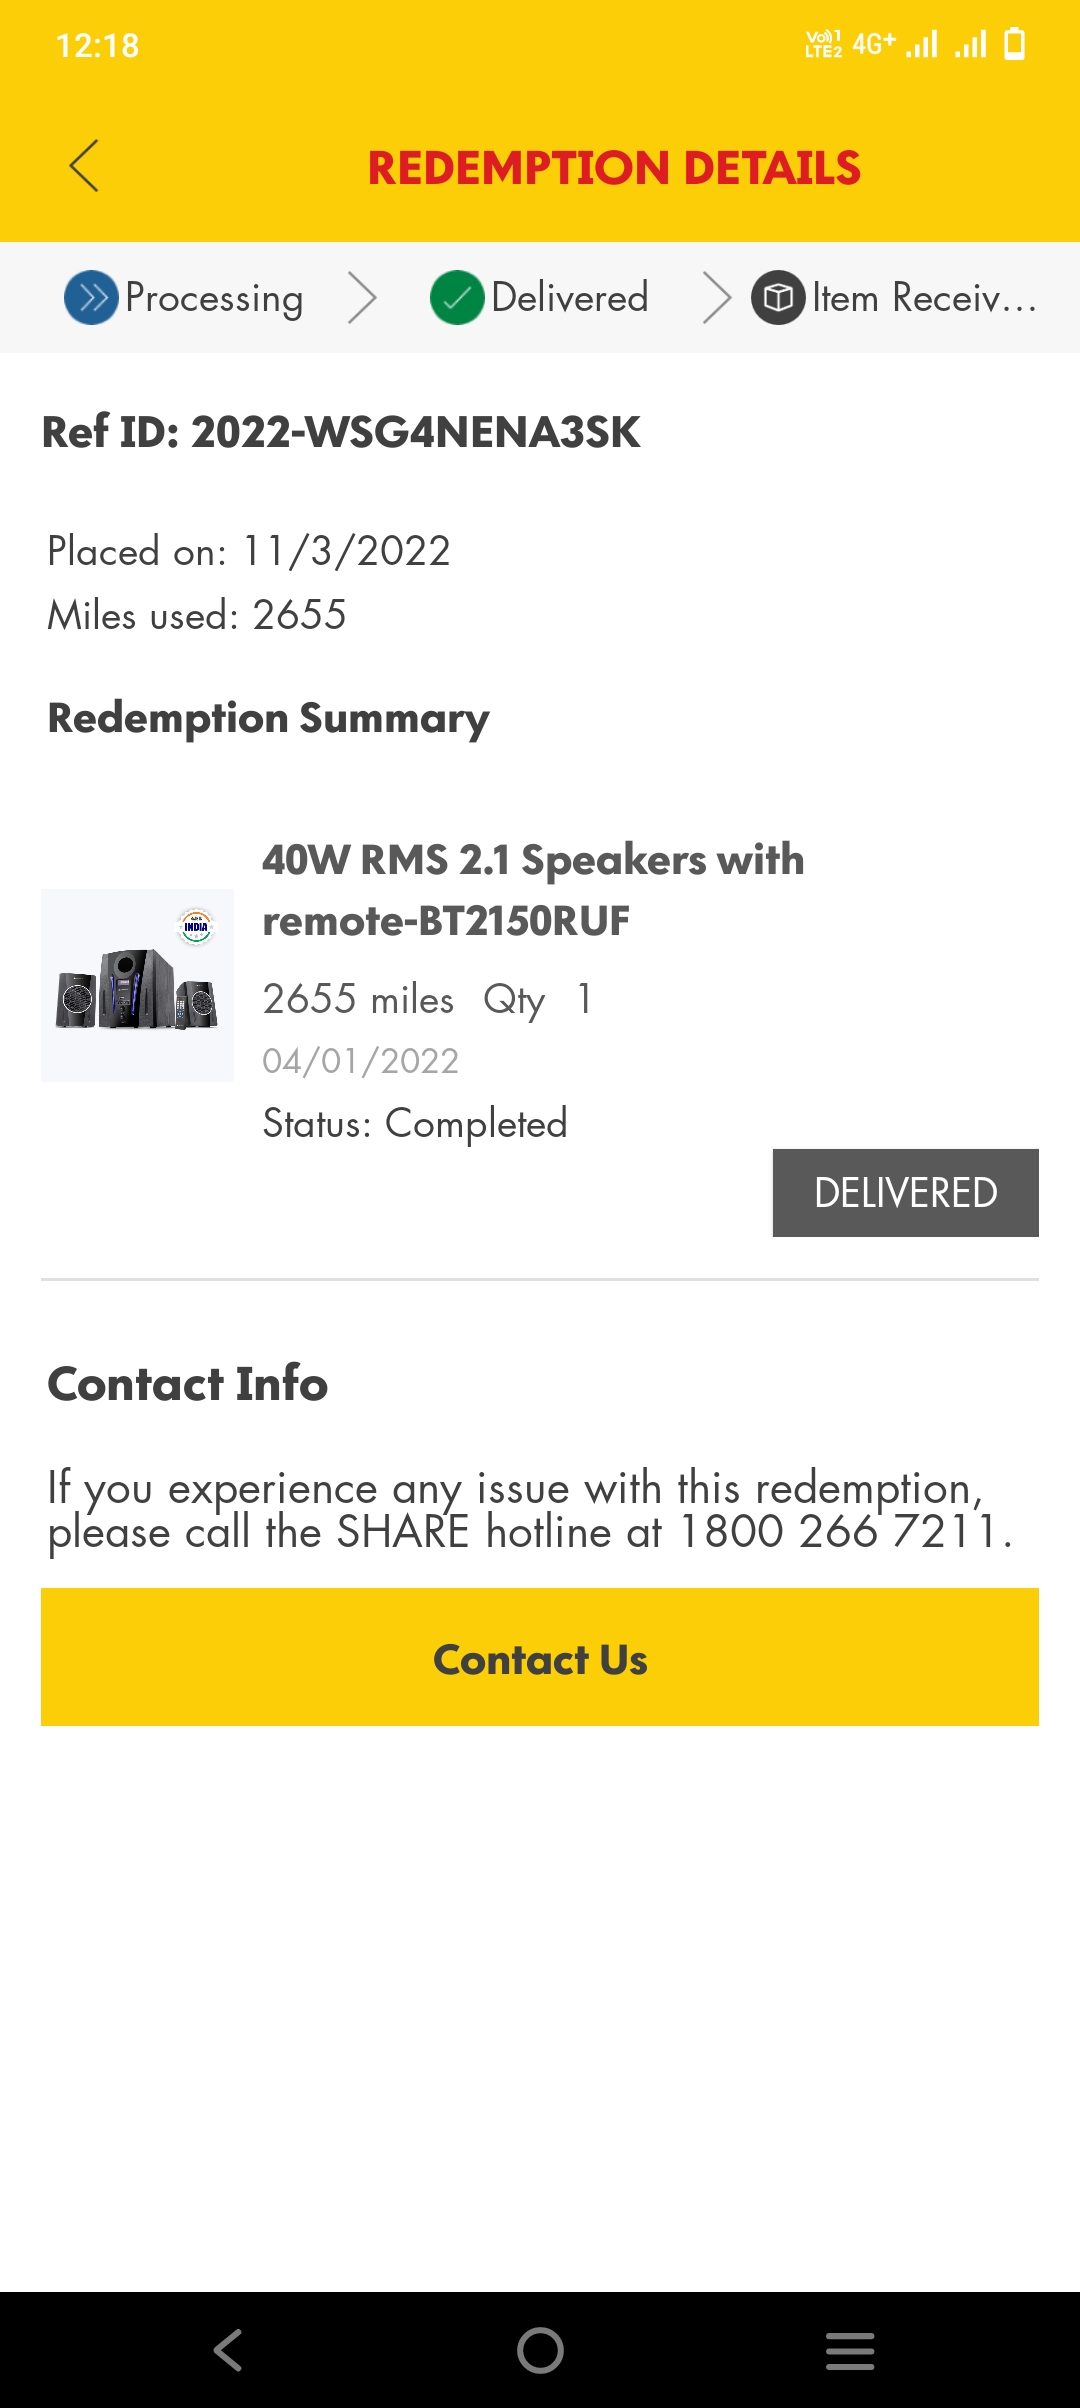 12:18
Vo)) 1
LTE2
4G+
REDEMPTION DETAILS
Processing
Delivered
Item Receiv...
Ref ID: 2022-WSG4NENA3SK
Placed on: 11/3/2022
Miles used: 2655
Redemption Summary
40W RMS 2.1 Speakers with
remote-BT2150RUF
INDIA
2655 miles Qty 1
04/01/2022
Status: Completed
DELIVERED
Contact Info
If you experience any issue with this redemption,
please call the SHARE hotline at 1800 266 7211.
Contact Us